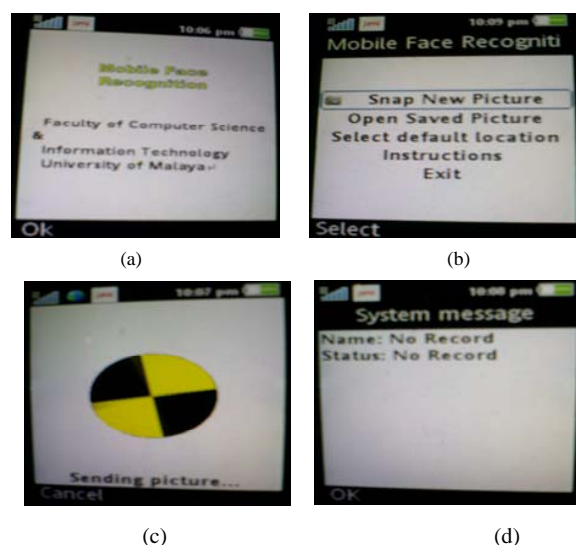 10:06 pm
Mobile Face
Recognition
Faculty of Computer Science
&
Information Technology
University of Malaya
Ok
(a)
10:09 pm
Mobile Face Recogniti
Snap New Picture
Open Saved Picture
Select default location
Instructions
Exit
Select
(b)
10:07 pm
Sending picture...
Cancel
(c)
10:08 pm
System message
Name: No Record
Status: No Record
OK
(d)